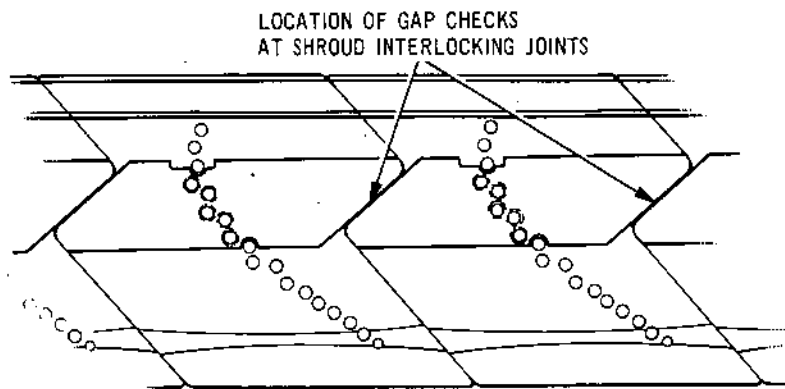 LOCATION OF GAP CHECKS
AT SHROUD INTERLOCKING JOINTS